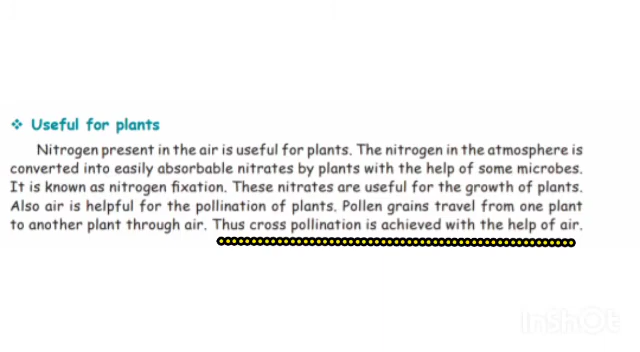 ❖ Useful for plants
Nitrogen present in the air is useful for plants. The nitrogen in the atmosphere is
converted into easily absorbable nitrates by plants with the help of some microbes.
It is known as nitrogen fixation. These nitrates are useful for the growth of plants.
Also air is helpful for the pollination of plants. Pollen grains travel from one plant
to another plant through air. Thus cross pollination is achieved with the help of air.
InShOt